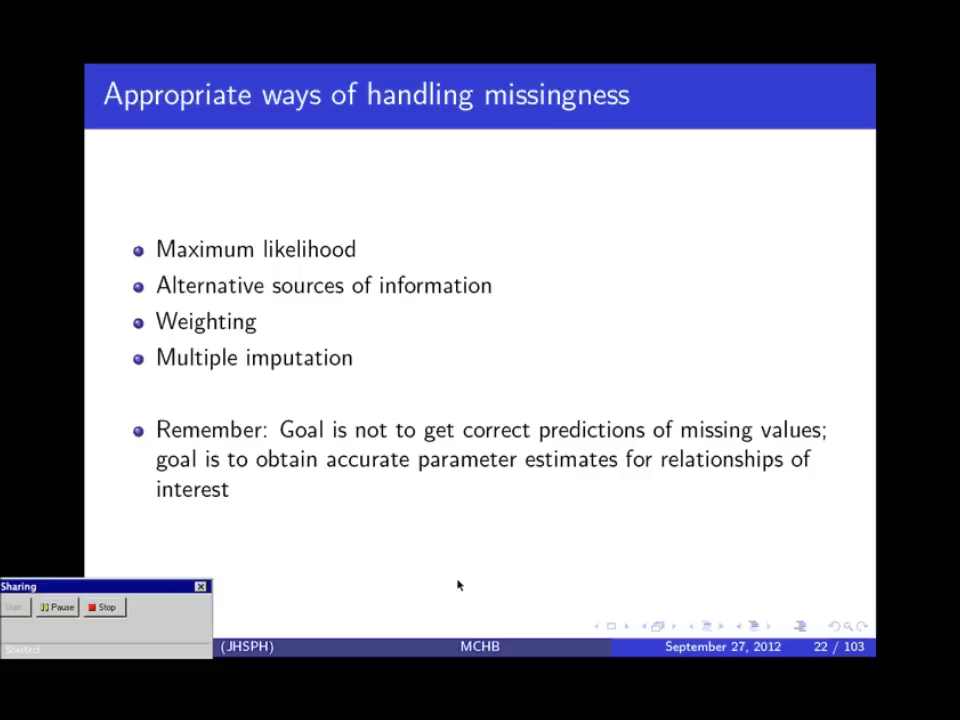 Appropriate ways of handling missingness
Maximum likelihood
Alternative sources of information
Weighting
Multiple imputation
Remember: Goal is not to get correct predictions of missing values;
goal is to obtain accurate parameter estimates for relationships of
interest
Sharing
Start Pause Stop
Started
(JHSPH) MCHB September 27, 2012 22 / 103